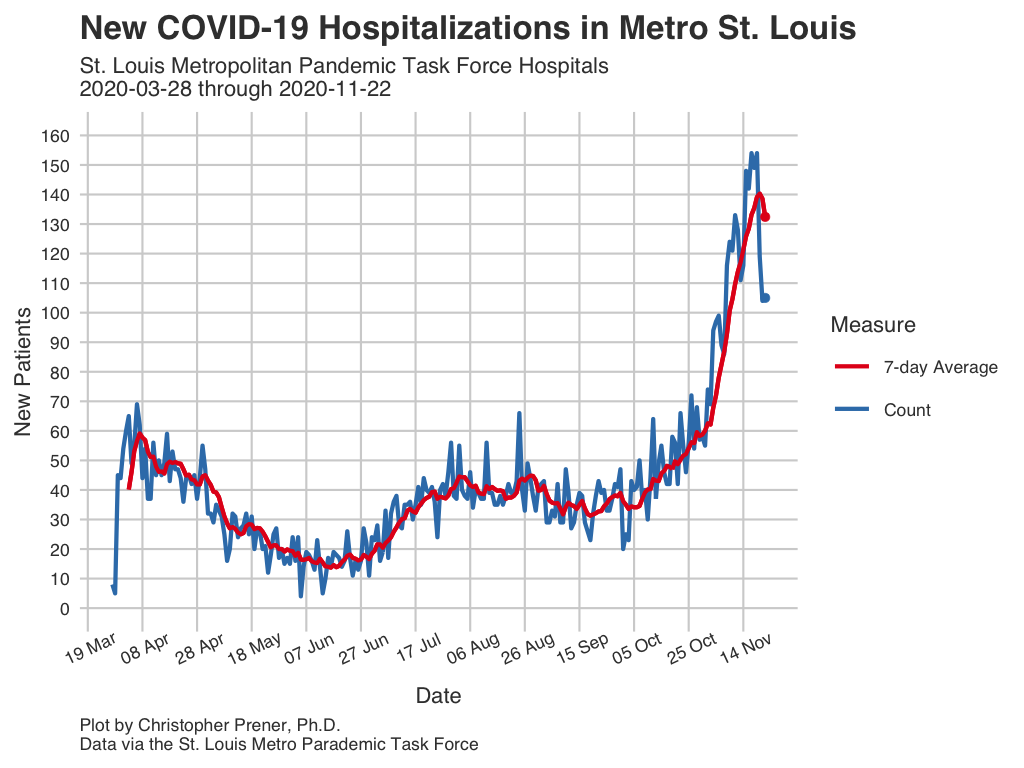 New COVID-19 Hospitalizations in Metro St. Louis
St. Louis Metropolitan Pandemic Task Force Hospitals
2020-03-28 through 2020-11-22
160
150
140
130
120
110
100
90
80
70
60
50
40
30
20
10
0
New Patients
19 Mar
08 Apr
28 Apr
18 May
07 Jun
27 Jun
17 Jul
06 Aug
26 Aug
15 Sep
05 Oct
25 Oct
14 Nov
Date
Measure
7-day Average
Count
Plot by Christopher Prener, Ph.D.
Data via the St. Louis Metro Parademic Task Force